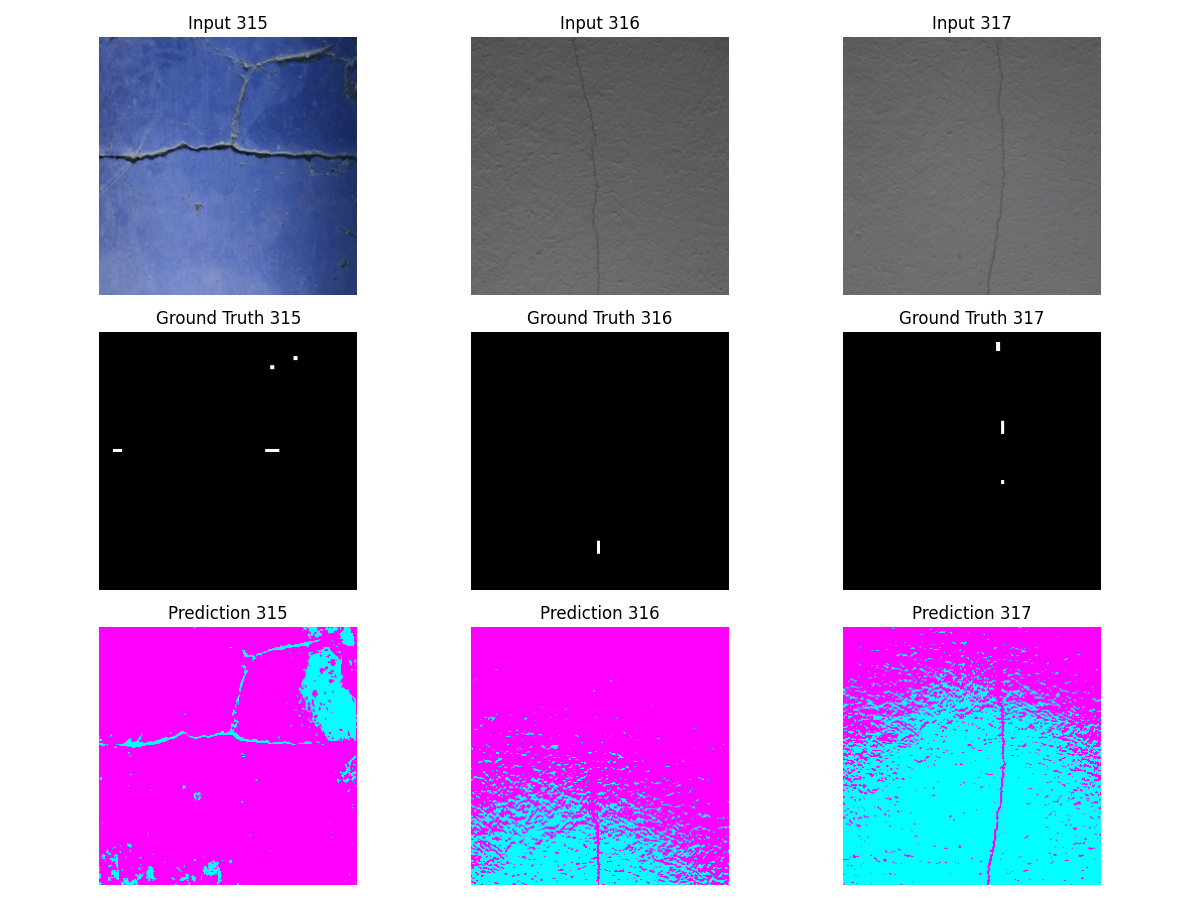 Input 315
Input 316
Input 317
Ground Truth 315
Ground Truth 316
Ground Truth 317
Prediction 315
Prediction 316
Prediction 317